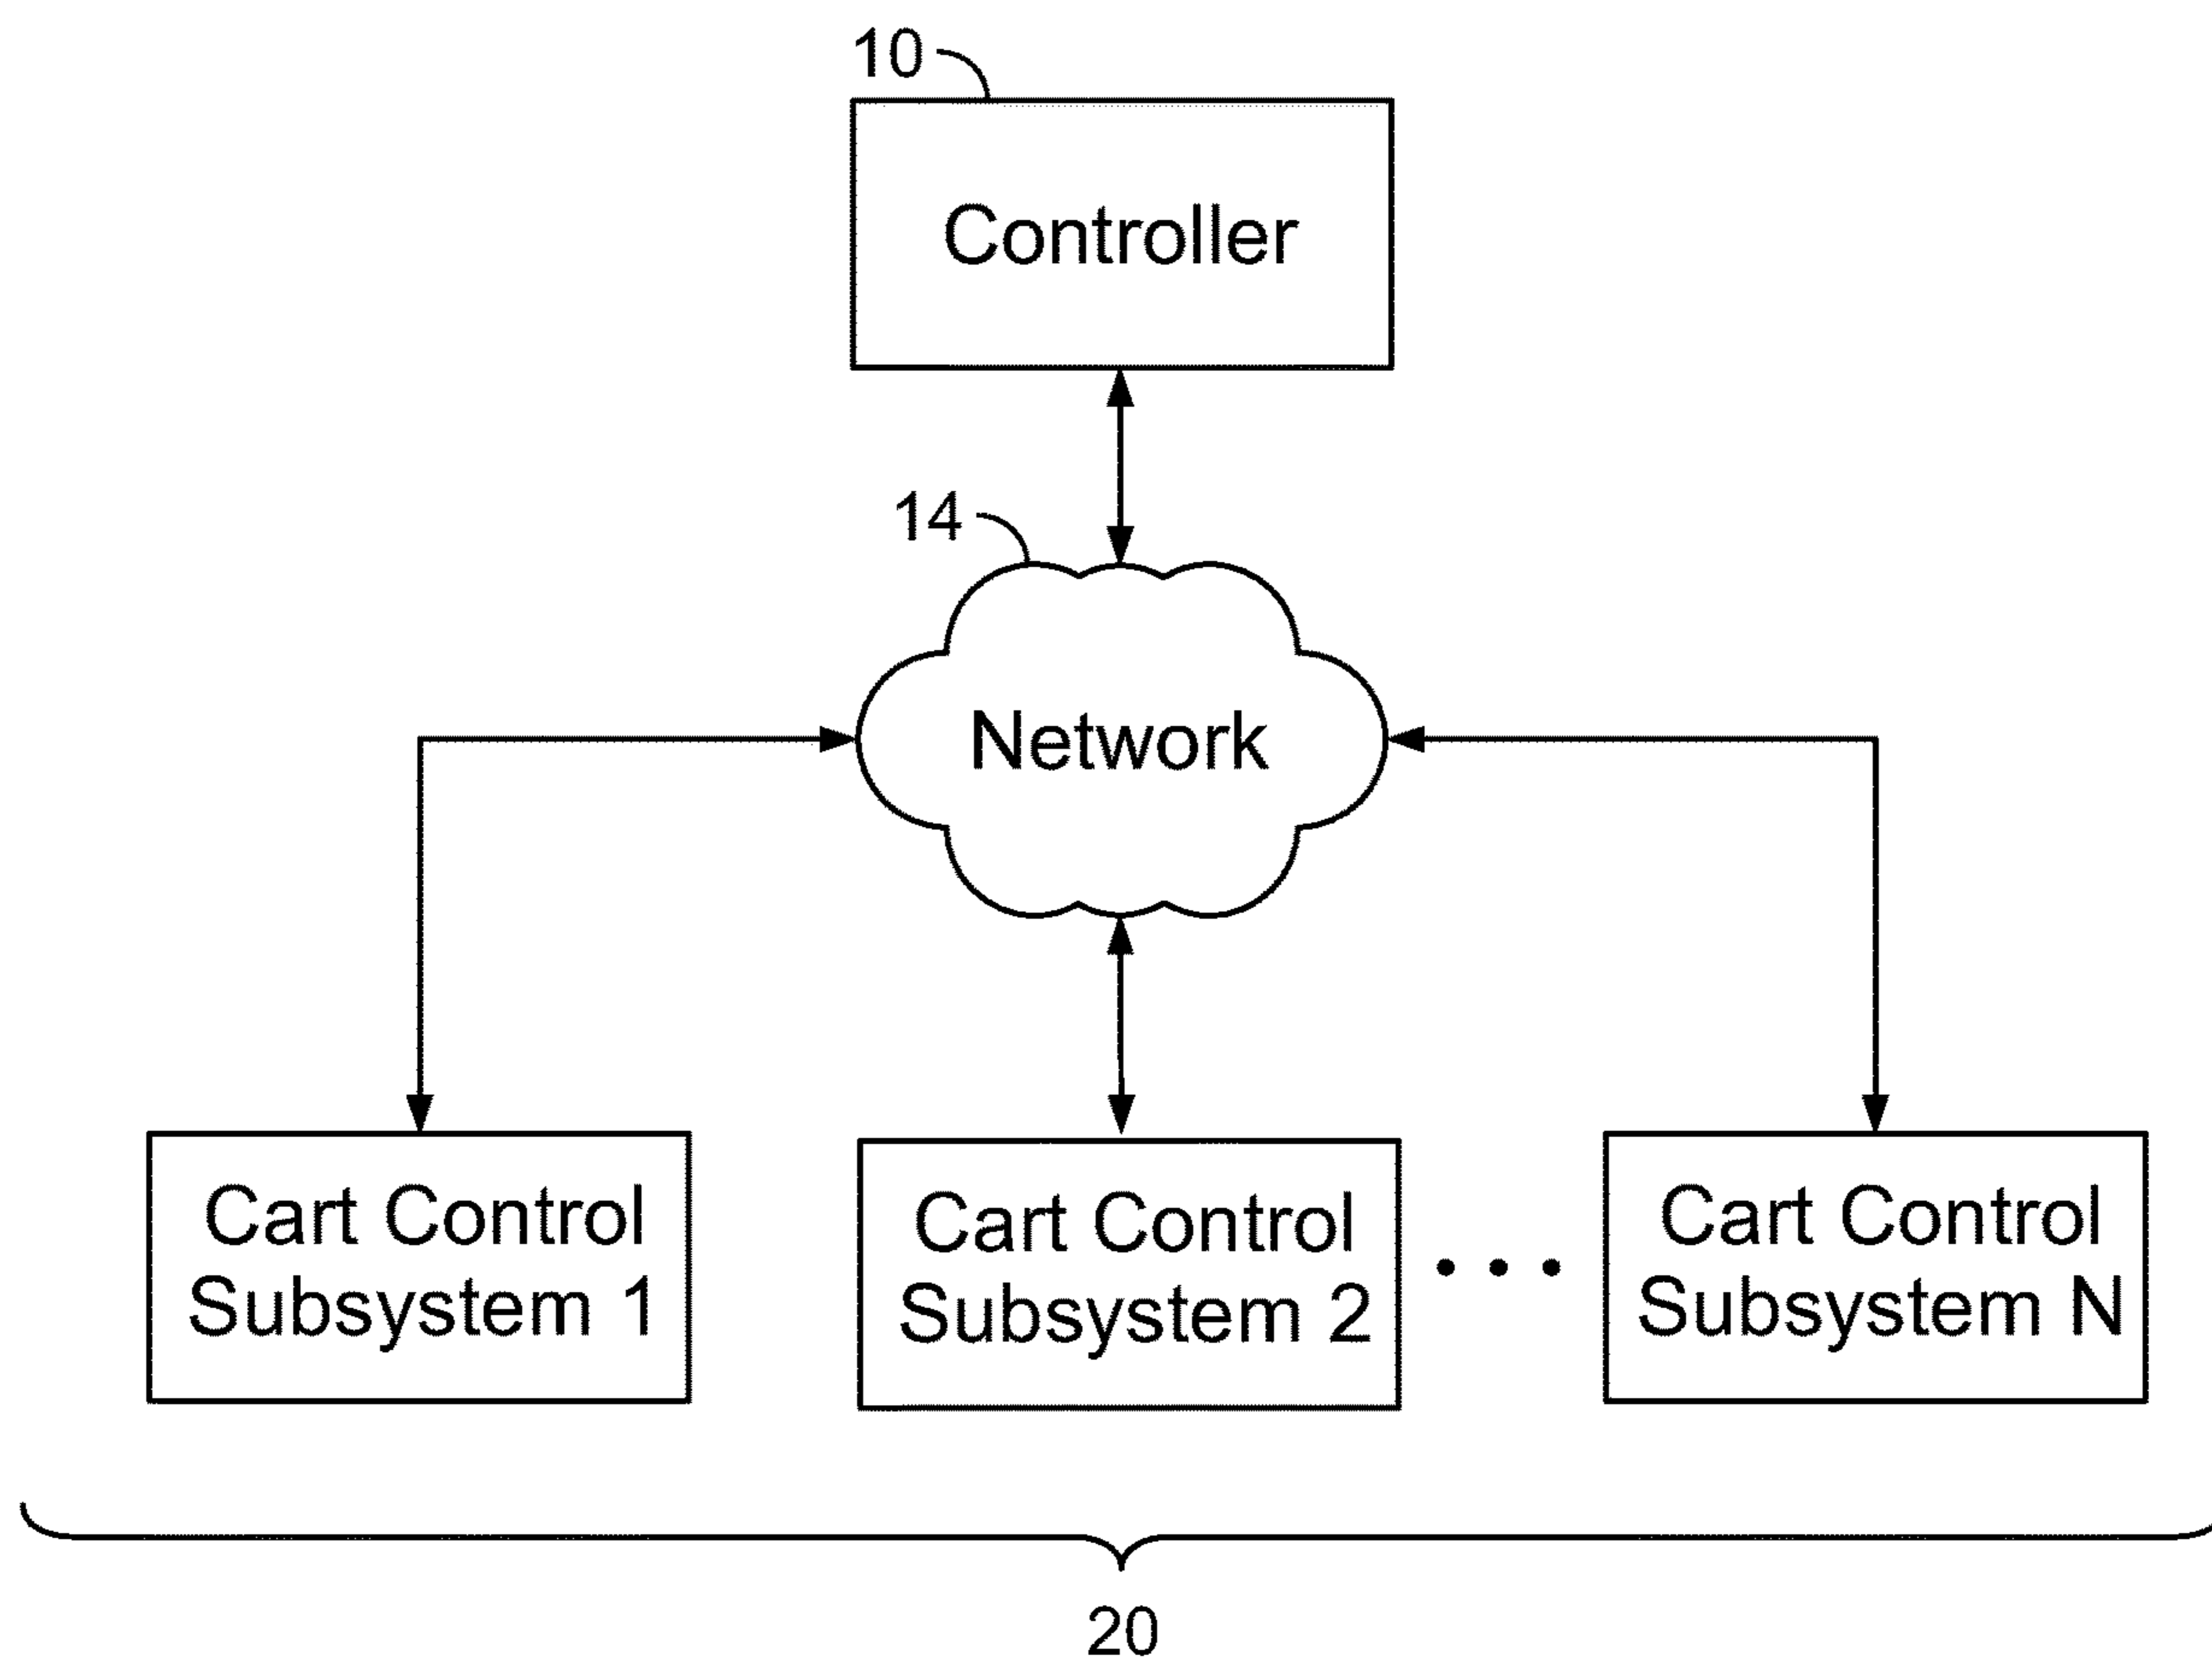 10
Controller
14
Network
Cart Control
Subsystem 1
Cart Control
Subsystem 2
Cart Control
Subsystem N
20